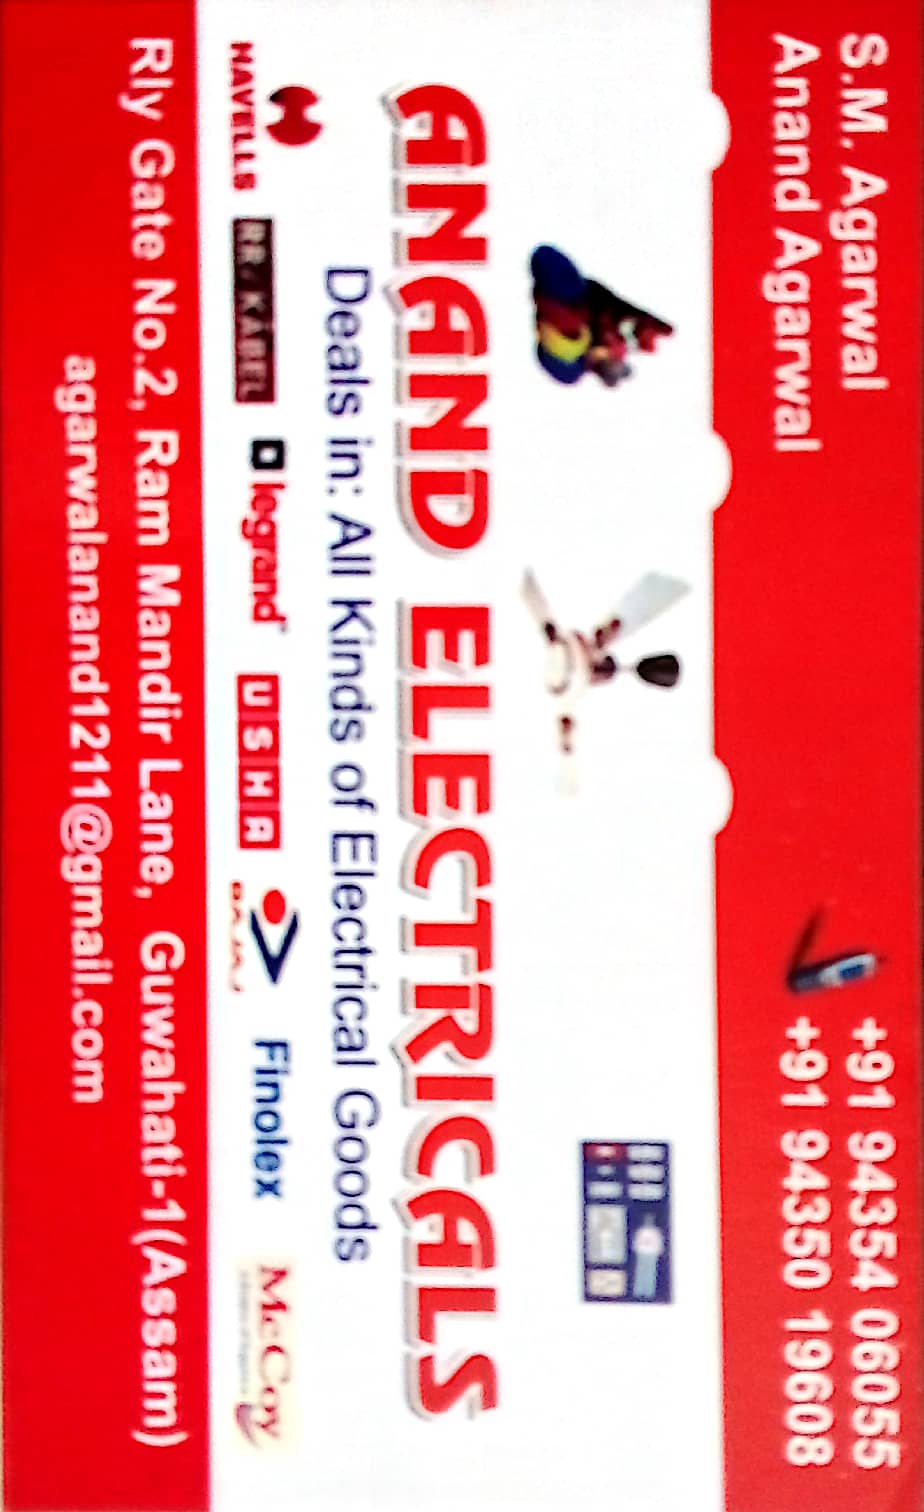 S.M. Agarwal
Anand Agarwal
+91 94354 06055
+91 94350 19608
ANAND ELECTRICALS
Deals in: All Kinds of Electrical Goods
HAVELLS RR KABEL legrand USHA BAJAJ Finolex McCoy
Rly Gate No.2, Ram Mandir Lane, Guwahati-1(Assam)
agarwalanand1211@gmail.com